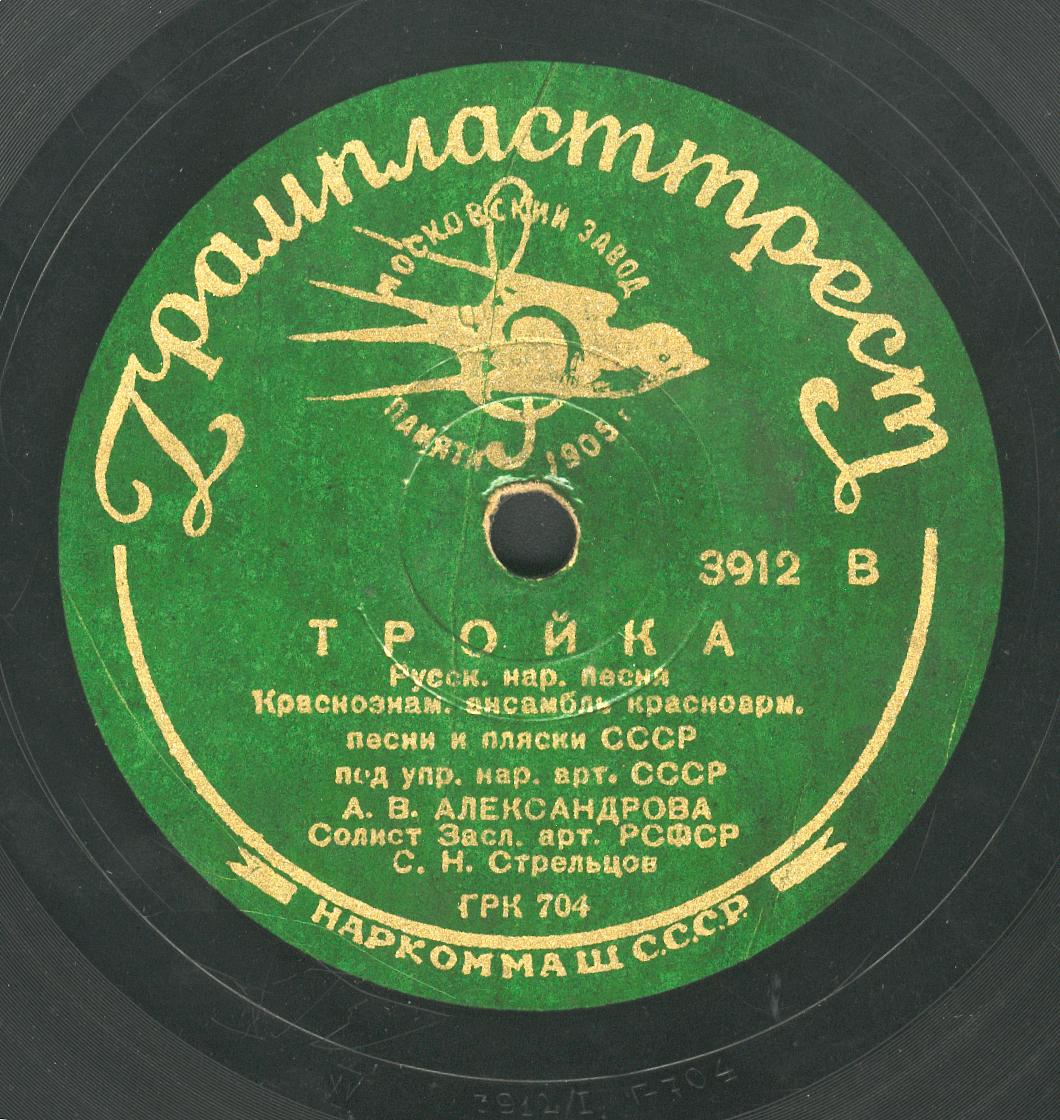 Грампласттрест
МОСКОВСКИЙ ЗАВОД
ПАМЯТИ 1905 г.
3912 В
ТРОЙКА
Русск. нар. песня
Краснознам. ансамбль красноарм.
песни и пляски СССР
под упр. нар. арт. СССР
А. В. АЛЕКСАНДРОВА
Солист Засл. арт. РСФСР
С. Н. Стрельцов
ГРК 704
НАРКОММАШ С.С.С.Р.
3912/I